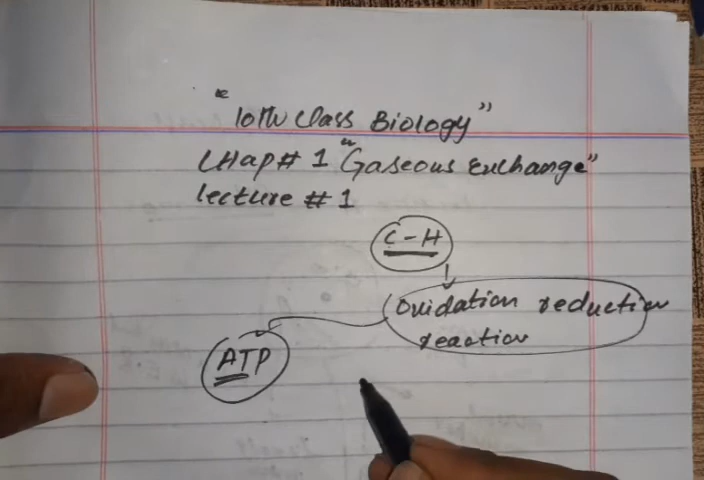 "10th Class Biology"
Chap # 1 "Gaseous Exchange"
lecture # 1
C-H
Oxidation reduction
reaction
ATP